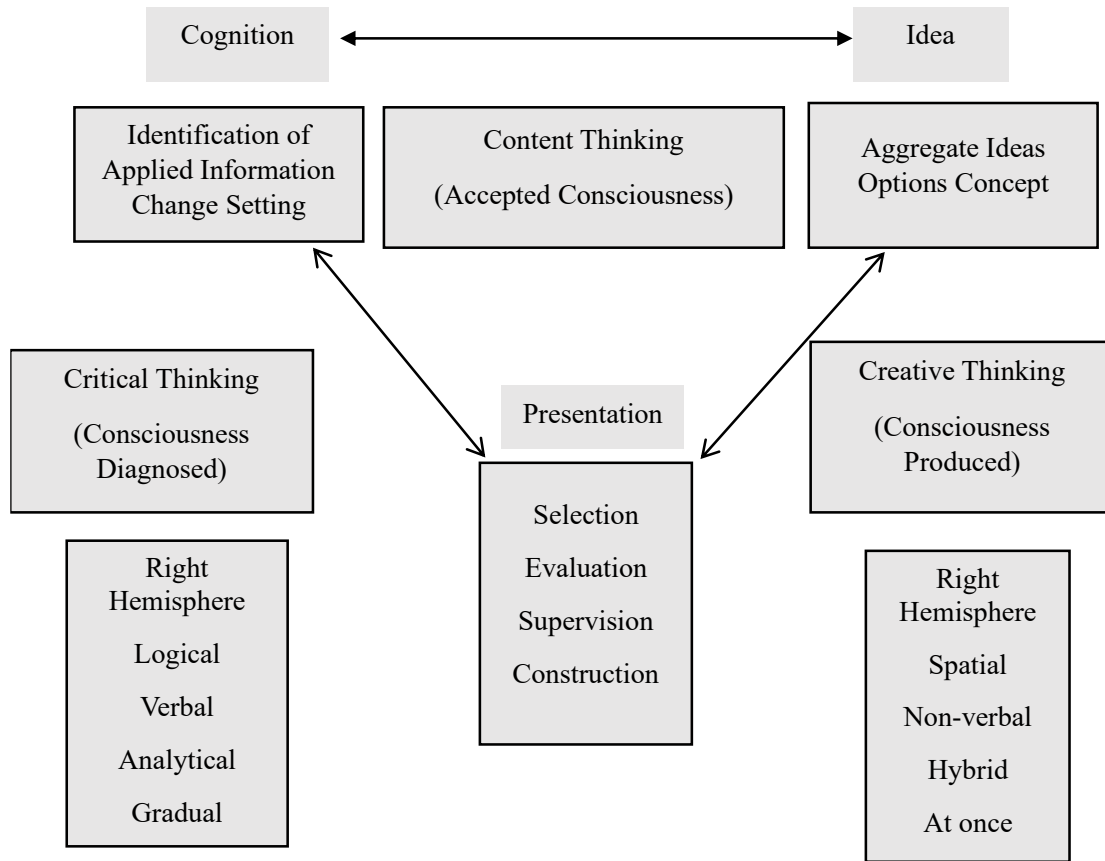 Cognition
Idea
Identification of
Applied Information
Change Setting
Content Thinking
(Accepted Consciousness)
Aggregate Ideas
Options Concept
Critical Thinking
(Consciousness
Diagnosed)
Presentation
Creative Thinking
(Consciousness
Produced)
Selection
Evaluation
Supervision
Construction
Right
Hemisphere
Logical
Verbal
Analytical
Gradual
Right
Hemisphere
Spatial
Non-verbal
Hybrid
At once